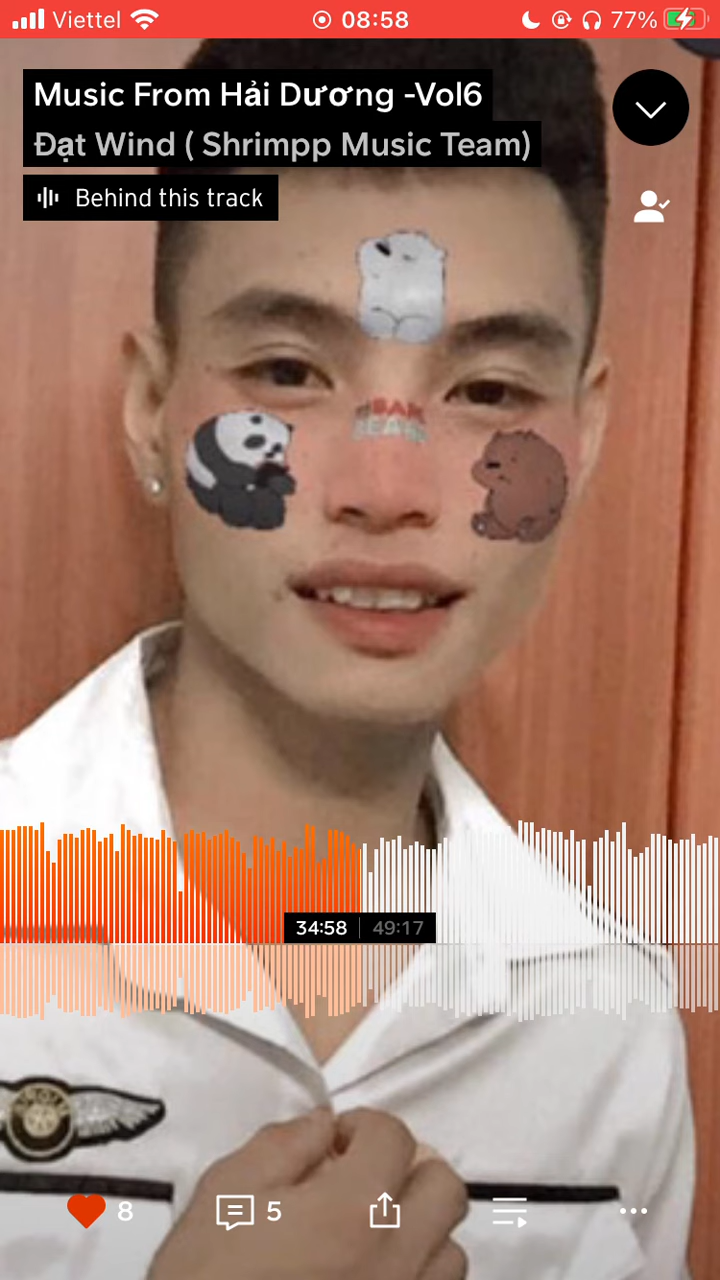 Viettel 08:58 77%
Music From Hải Dương -Vol6
Đạt Wind ( Shrimpp Music Team)
Behind this track
34:58 49:17
8 5